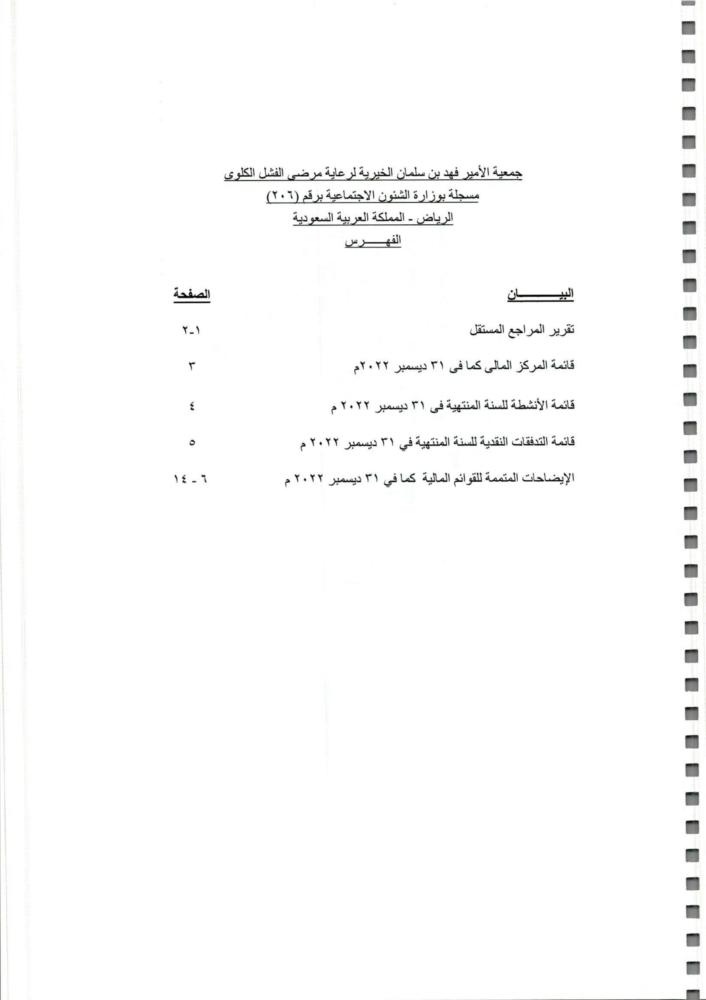 جمعية الأمير فهد بن سلمان الخيرية لرعاية مرضى الفشل الكلوى
مسجلة بوزارة الشئون الاجتماعية برقم (٢٠٦)
الرياض - المملكة العربية السعودية
الفهـــــرس
البيـــــــــــان الصفحة
تقرير المراجع المستقل ١-٢
قائمة المركز المالى كما فى ٣١ ديسمبر ٢٠٢٢م ٣
قائمة الأنشطة للسنة المنتهية فى ٣١ ديسمبر ٢٠٢٢ م ٤
قائمة التدفقات النقدية للسنة المنتهية في ٣١ ديسمبر ٢٠٢٢ م ٥
الإيضاحات المتممة للقوائم المالية كما في ٣١ ديسمبر ٢٠٢٢ م ٦ - ١٤